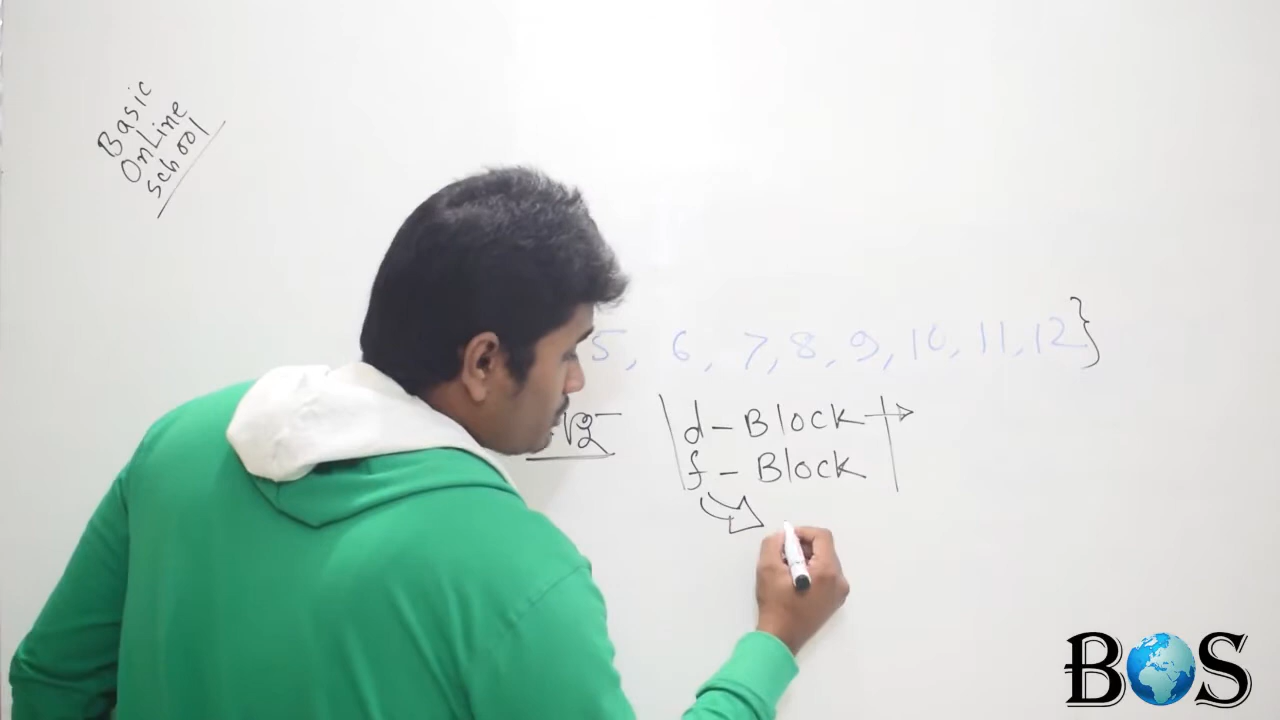 Basic
OnLine
School
5, 6, 7, 8, 9, 10, 11, 12}
d - Block →
f - Block
BOS